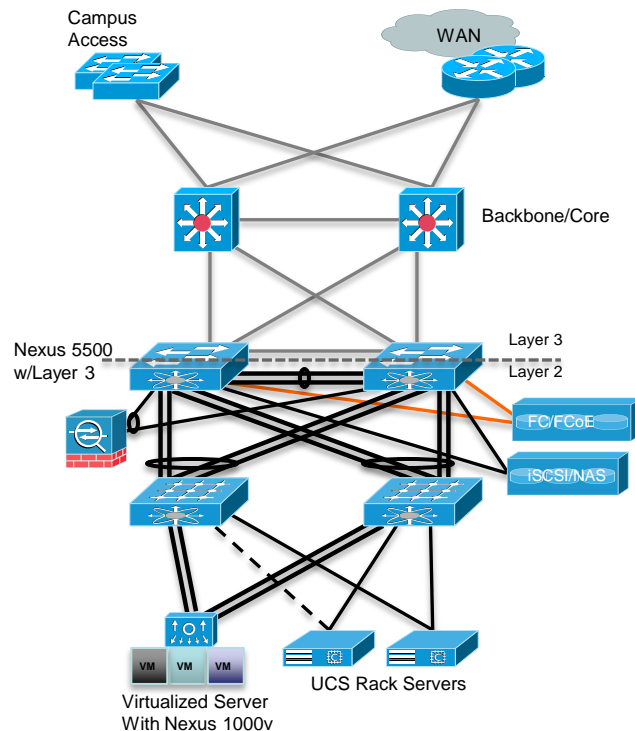 Campus
Access
WAN
Backbone/Core
Nexus 5500
w/Layer 3
Layer 3
Layer 2
FC/FCoE
iSCSI/NAS
VM
VM
VM
C
C
Virtualized Server
With Nexus 1000v
UCS Rack Servers